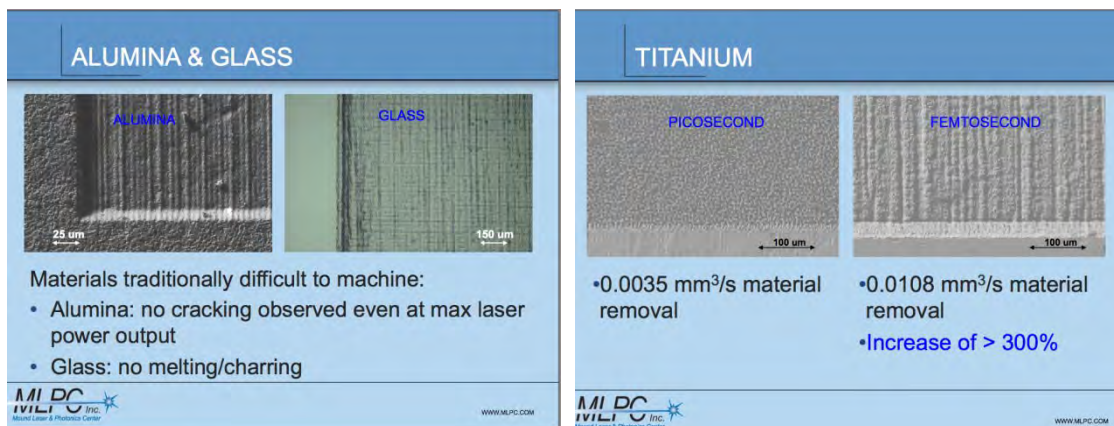 ALUMINA & GLASS
ALUMINA
GLASS
25 um
150 um
Materials traditionally difficult to machine:
• Alumina: no cracking observed even at max laser
power output
• Glass: no melting/charring
MLPC Inc.
Mound Laser & Photonics Center
WWW.MLPC.COM
TITANIUM
PICOSECOND
FEMTOSECOND
100 um
100 um
•0.0035 mm³/s material
removal
•0.0108 mm³/s material
removal
•Increase of > 300%
MLPC Inc.
Mound Laser & Photonics Center
WWW.MLPC.COM